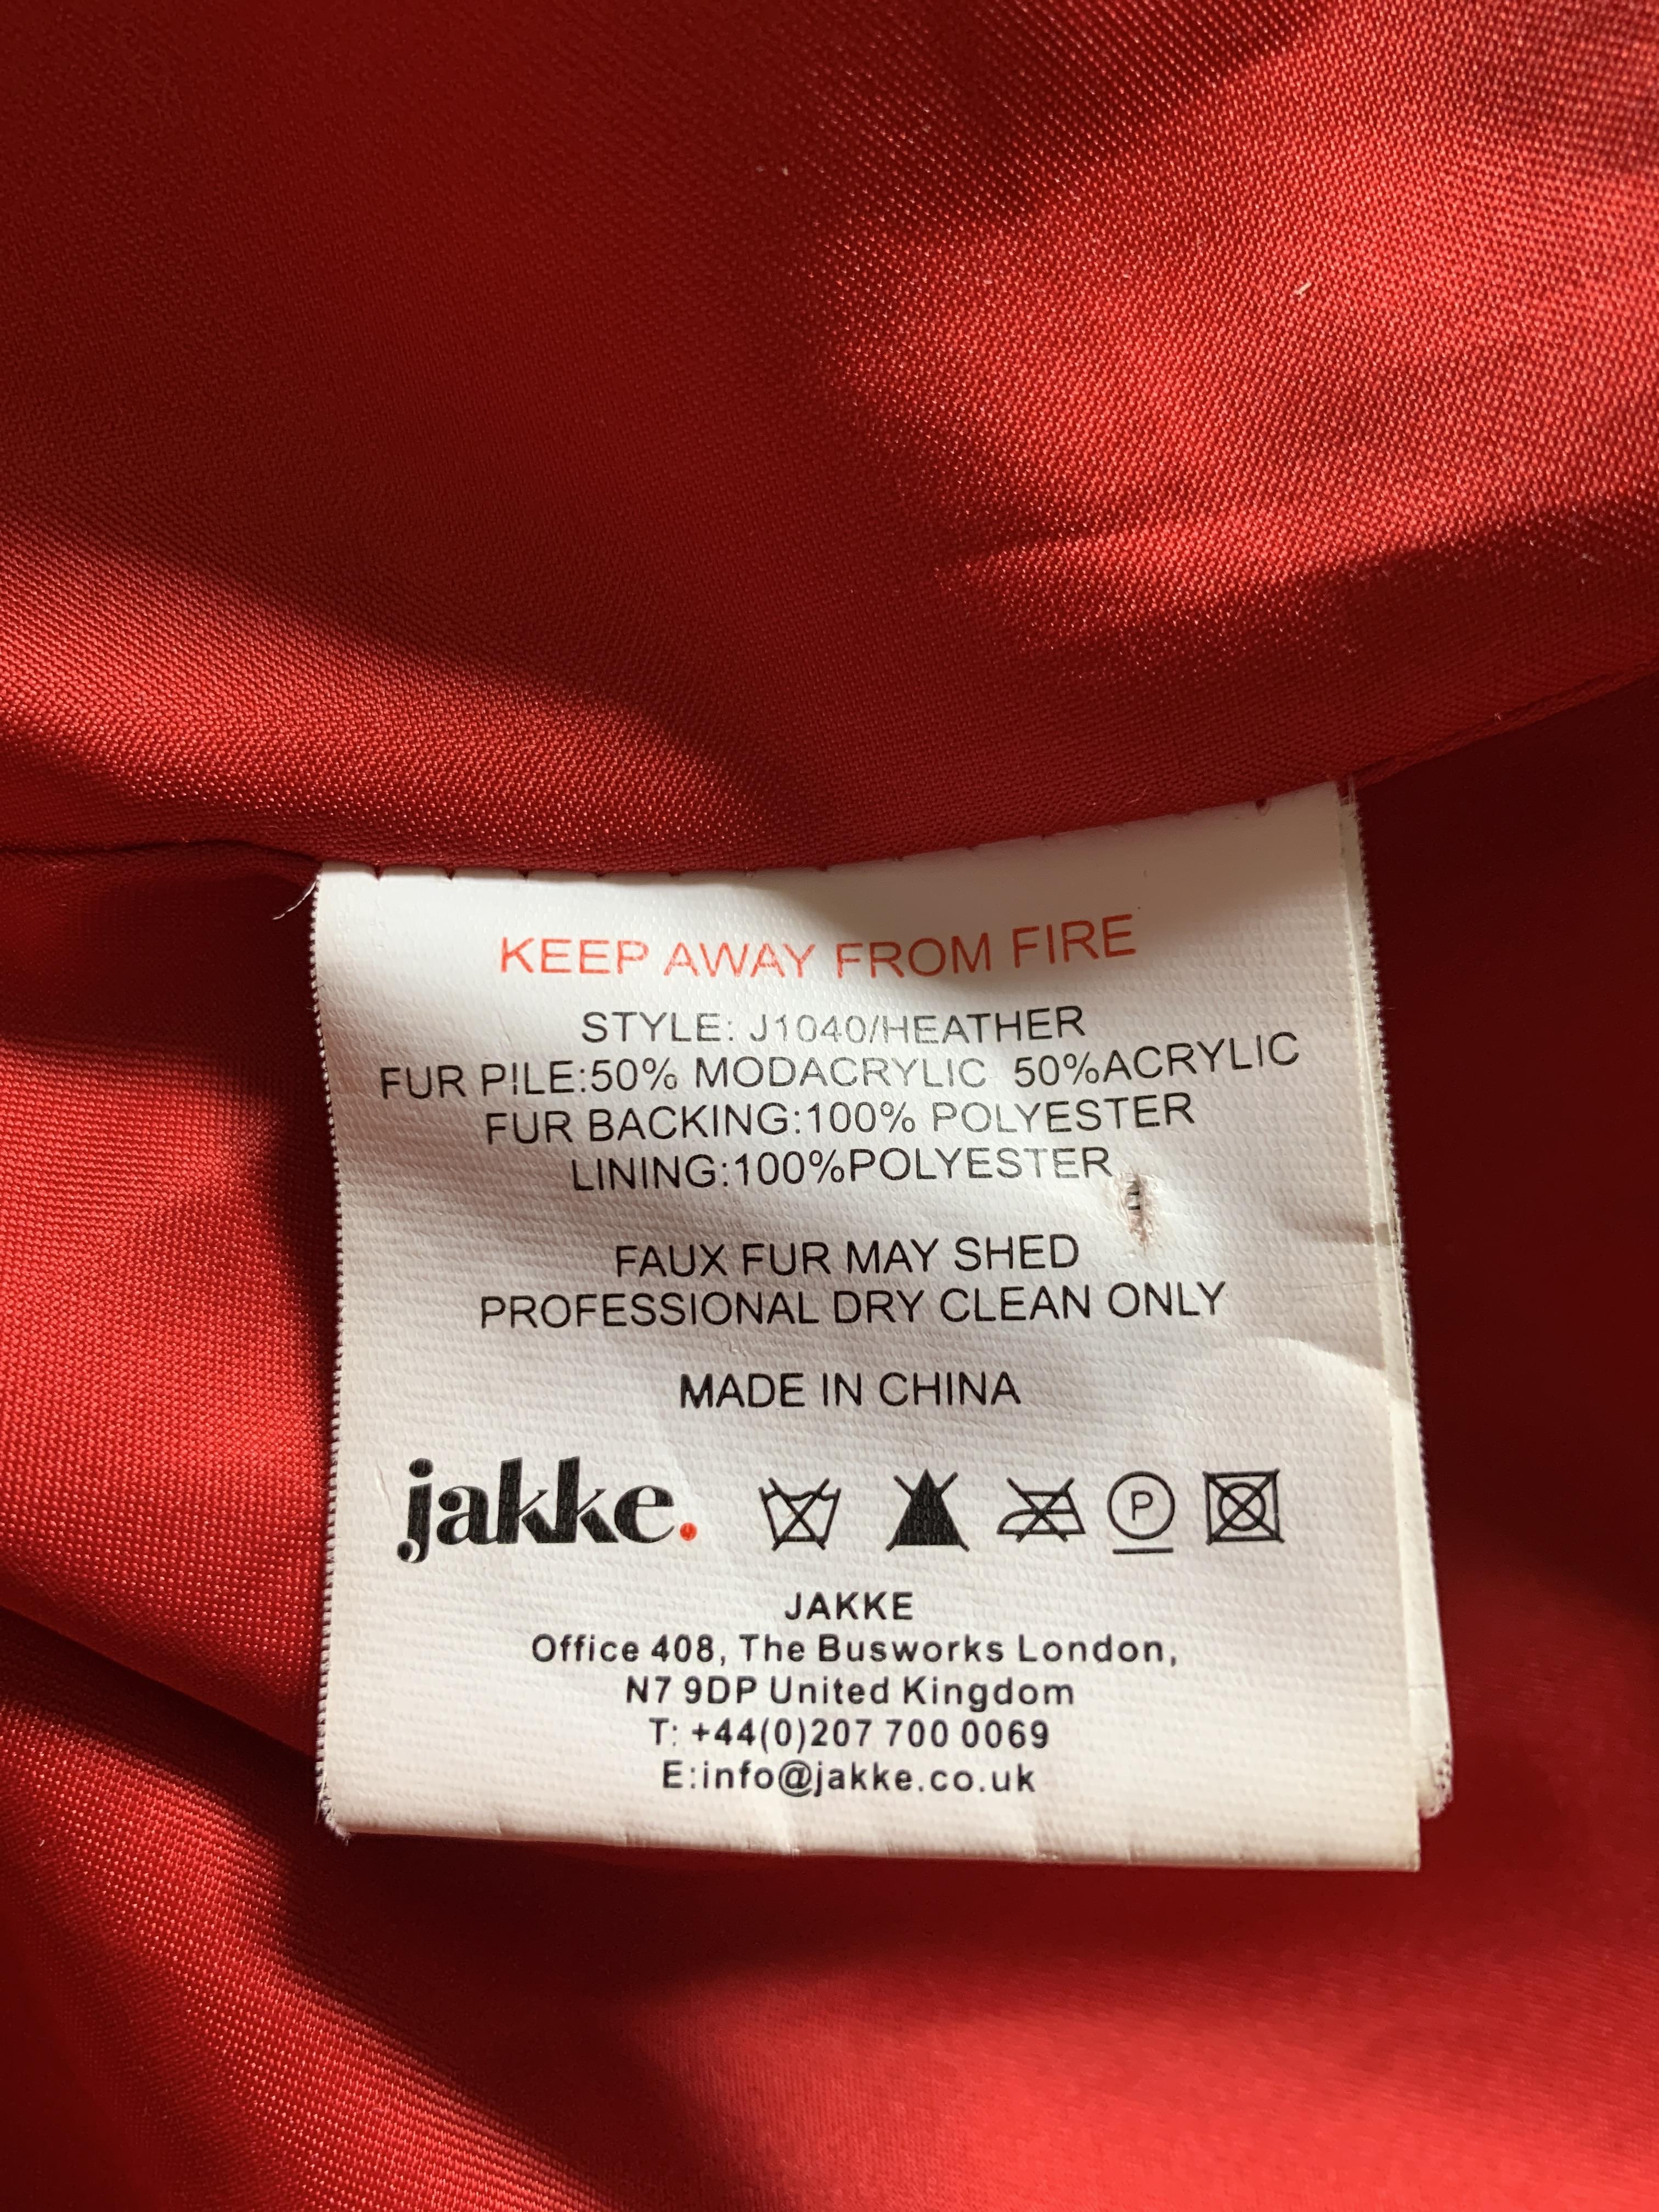 KEEP AWAY FROM FIRE
STYLE: J1040/HEATHER
FUR PILE:50% MODACRYLIC 50%ACRYLIC
FUR BACKING:100% POLYESTER
LINING:100%POLYESTER
FAUX FUR MAY SHED
PROFESSIONAL DRY CLEAN ONLY
MADE IN CHINA
jakke. P
JAKKE
Office 408, The Busworks London,
N7 9DP United Kingdom
T: +44(0)207 700 0069
E:info@jakke.co.uk